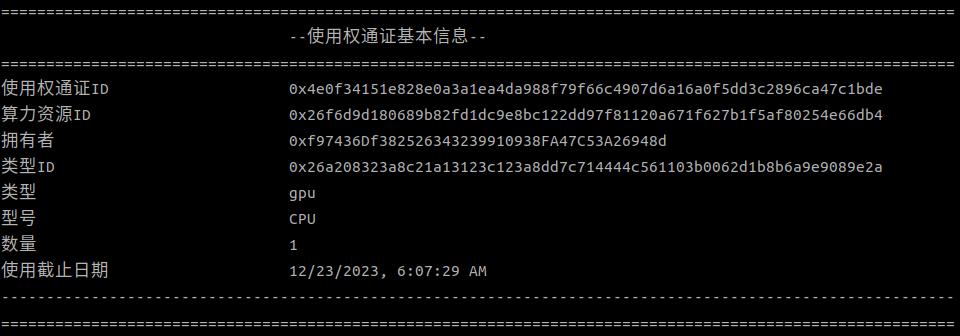 ==========================================================================================================
--使用权通证基本信息--
==========================================================================================================
使用权通证ID 0x4e0f34151e828e0a3a1ea4da988f79f66c4907d6a16a0f5dd3c2896ca47c1bde
算力资源ID 0x26f6d9d180689b82fd1dc9e8bc122dd97f81120a671f627b1f5af80254e66db4
拥有者 0xf97436Df382526343239910938FA47C53A26948d
类型ID 0x26a208323a8c21a13123c123a8dd7c714444c561103b0062d1b8b6a9e9089e2a
类型 gpu
型号 CPU
数量 1
使用截止日期 12/23/2023, 6:07:29 AM
----------------------------------------------------------------------------------------------------------
==========================================================================================================